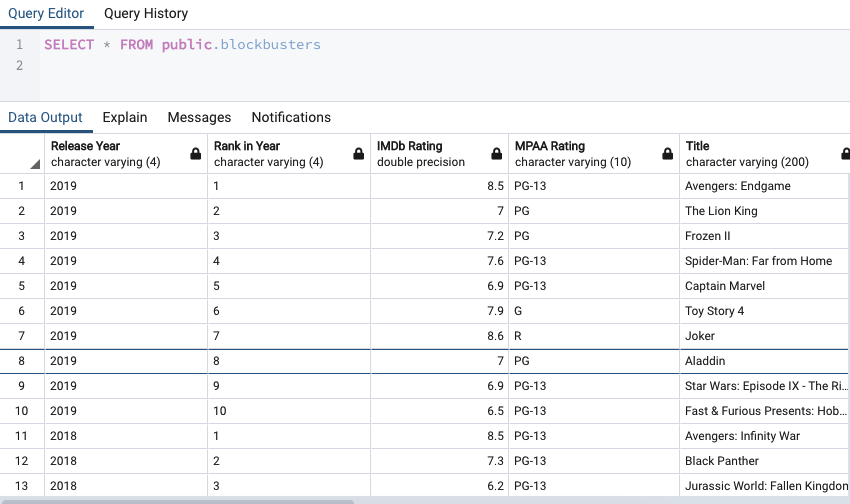 Query Editor Query History
1 SELECT * FROM public.blockbusters
2
Data Output Explain Messages Notifications
Release Year Rank in Year IMDb Rating MPAA Rating Title
character varying (4) character varying (4) double precision character varying (10) character varying (200)
1 2019 1 8.5 PG-13 Avengers: Endgame
2 2019 2 7 PG The Lion King
3 2019 3 7.2 PG Frozen II
4 2019 4 7.6 PG-13 Spider-Man: Far from Home
5 2019 5 6.9 PG-13 Captain Marvel
6 2019 6 7.9 G Toy Story 4
7 2019 7 8.6 R Joker
8 2019 8 7 PG Aladdin
9 2019 9 6.9 PG-13 Star Wars: Episode IX - The Ri...
10 2019 10 6.5 PG-13 Fast & Furious Presents: Hob...
11 2018 1 8.5 PG-13 Avengers: Infinity War
12 2018 2 7.3 PG-13 Black Panther
13 2018 3 6.2 PG-13 Jurassic World: Fallen Kingdon